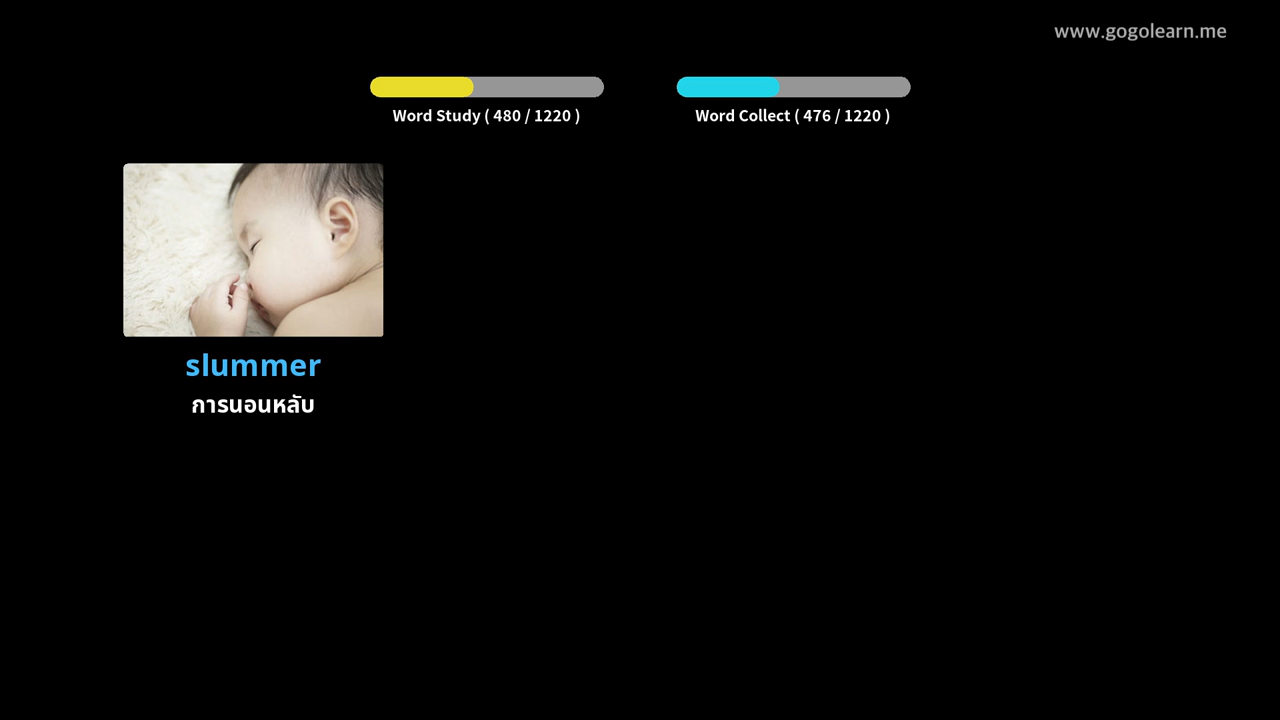 www.gogolearn.me
Word Study ( 480 / 1220 )
Word Collect ( 476 / 1220 )
slummer
การนอนหลับ